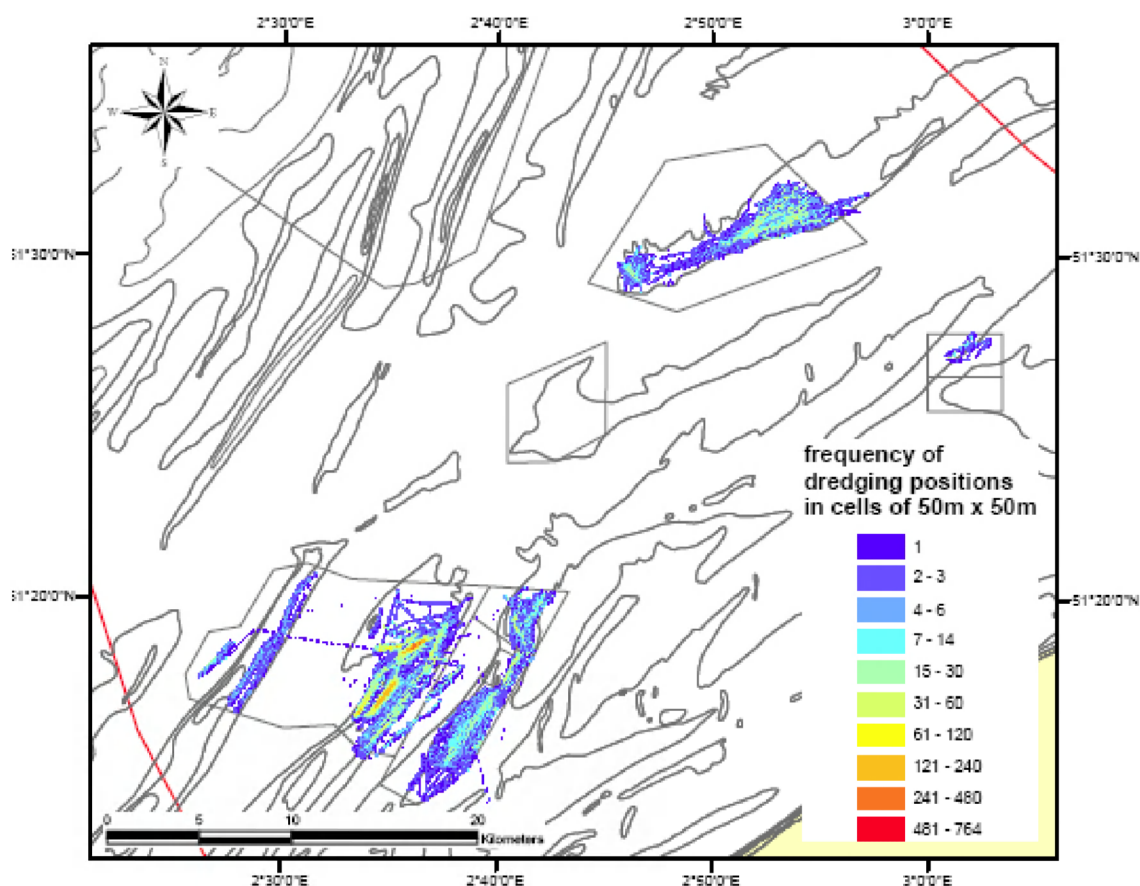 2°30'0"E 2°40'0"E 2°50'0"E 3°0'0"E
N
W E
S
51°30'0"N 51°30'0"N
frequency of
dredging positions
in cells of 50m x 50m
1
2 - 3
4 - 6
7 - 14
15 - 30
31 - 60
61 - 120
121 - 240
241 - 480
481 - 764
51°20'0"N 51°20'0"N
0 5 10 20
Kilometers
2°30'0"E 2°40'0"E 2°50'0"E 3°0'0"E